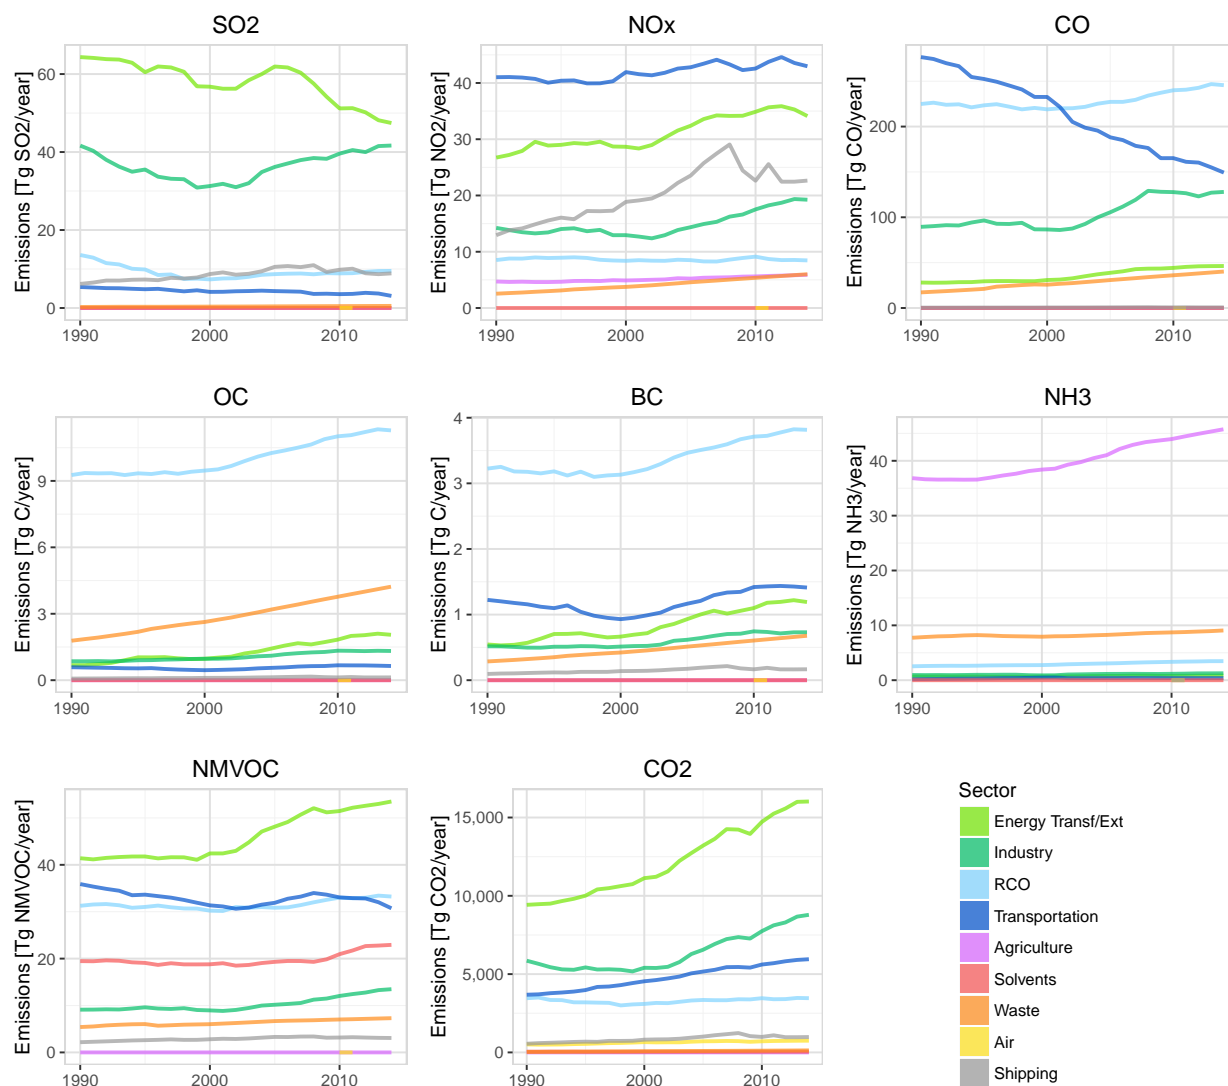 SO2
NOx
CO
Emissions [Tg SO2/year]
60
40
20
0
1990
2000
2010
Emissions [Tg NO2/year]
40
30
20
10
0
1990
2000
2010
Emissions [Tg CO/year]
200
100
0
1990
2000
2010
OC
BC
NH3
Emissions [Tg C/year]
9
6
3
0
1990
2000
2010
Emissions [Tg C/year]
4
3
2
1
0
1990
2000
2010
Emissions [Tg NH3/year]
40
30
20
10
0
1990
2000
2010
NMVOC
CO2
Emissions [Tg NMVOC/year]
40
20
0
1990
2000
2010
Emissions [Tg CO2/year]
15,000
10,000
5,000
0
1990
2000
2010
Sector
Energy Transf/Ext
Industry
RCO
Transportation
Agriculture
Solvents
Waste
Air
Shipping